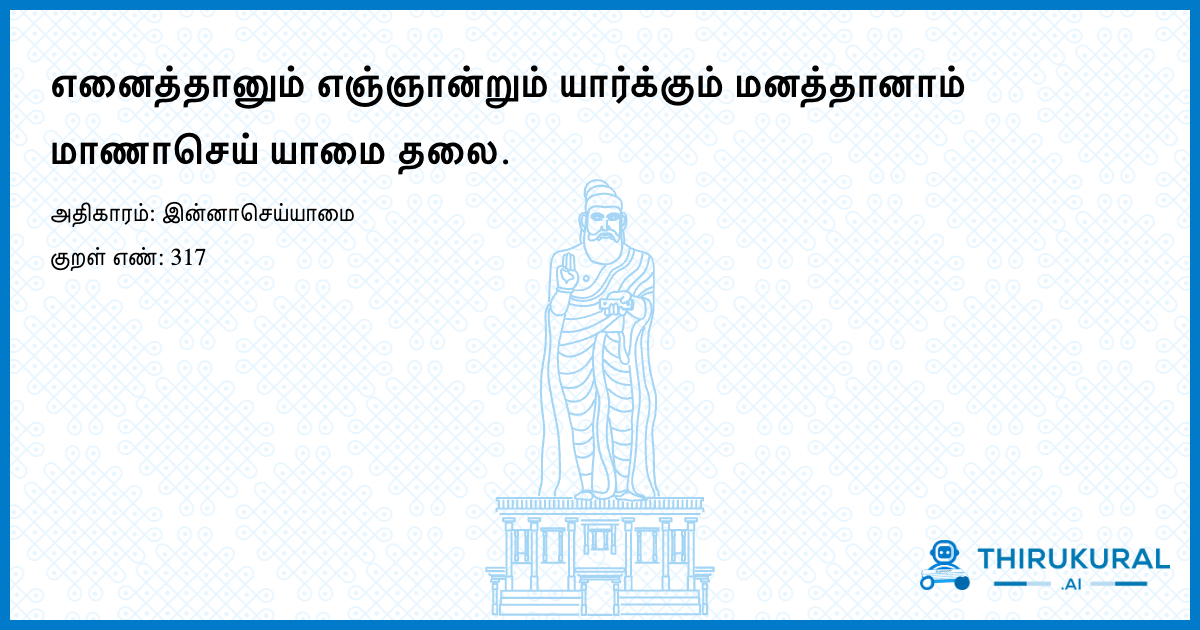 எனைத்தானும் எஞ்ஞான்றும் யார்க்கும் மனத்தானாம்
மாணாசெய் யாமை தலை.
அதிகாரம்: இன்னாசெய்யாமை
குறள் எண்: 317
THIRUKURAL
.AI